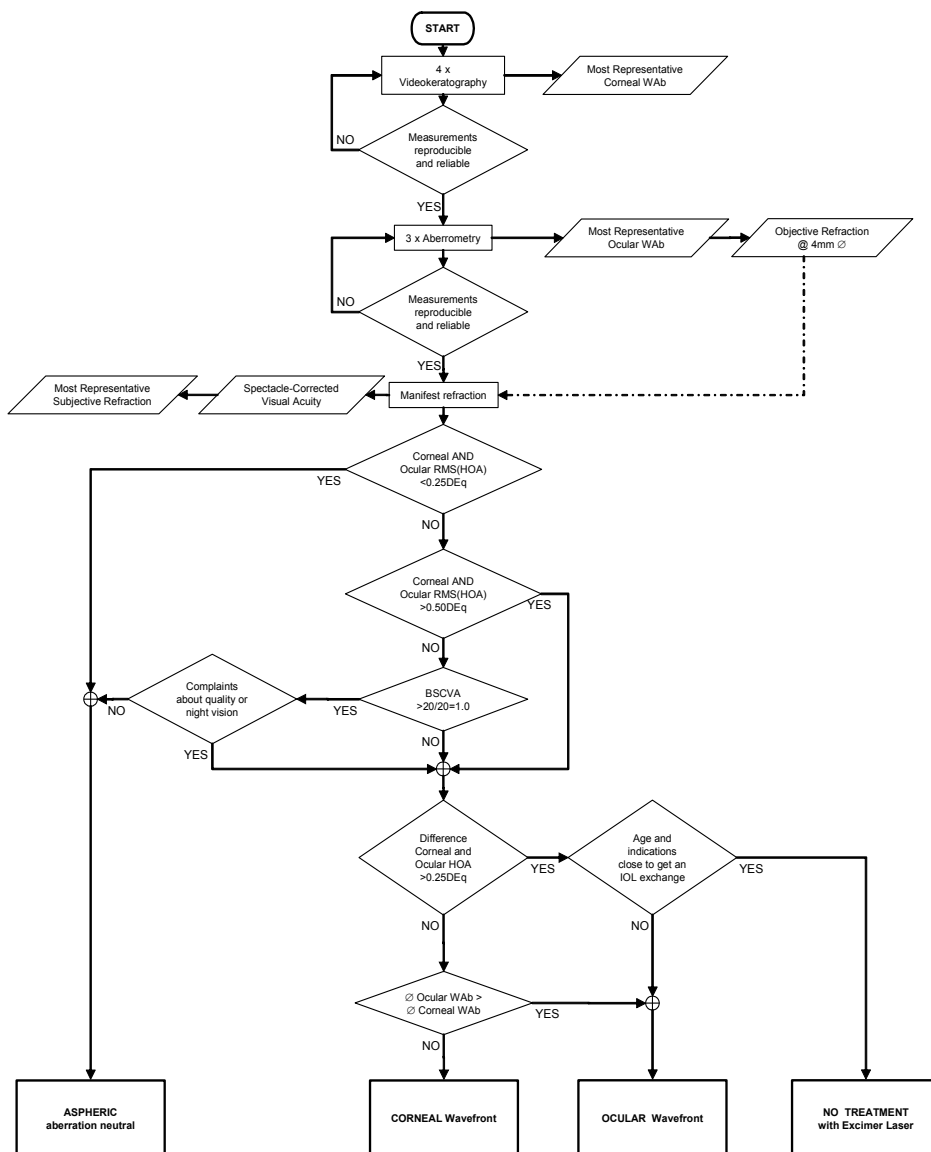 START
4 x
Videokeratography
Most Representative
Corneal WAb
Measurements
reproducible
and reliable
NO
YES
3 x Aberrometry
Most Representative
Ocular WAb
Objective Refraction
@ 4mm ∅
Measurements
reproducible
and reliable
NO
YES
Most Representative
Subjective Refraction
Spectacle-Corrected
Visual Acuity
Manifest refraction
Corneal AND
Ocular RMS(HOA)
<0.25DEq
YES
NO
Corneal AND
Ocular RMS(HOA)
>0.50DEq
YES
NO
Complaints
about quality or
night vision
BSCVA
>20/20=1.0
NO
YES
NO
YES
Difference
Corneal and
Ocular HOA
>0.25DEq
Age and
indications
close to get an
IOL exchange
YES
YES
NO
NO
∅ Ocular WAb >
∅ Corneal WAb
YES
NO
ASPHERIC
aberration neutral
CORNEAL Wavefront
OCULAR Wavefront
NO TREATMENT
with Excimer Laser